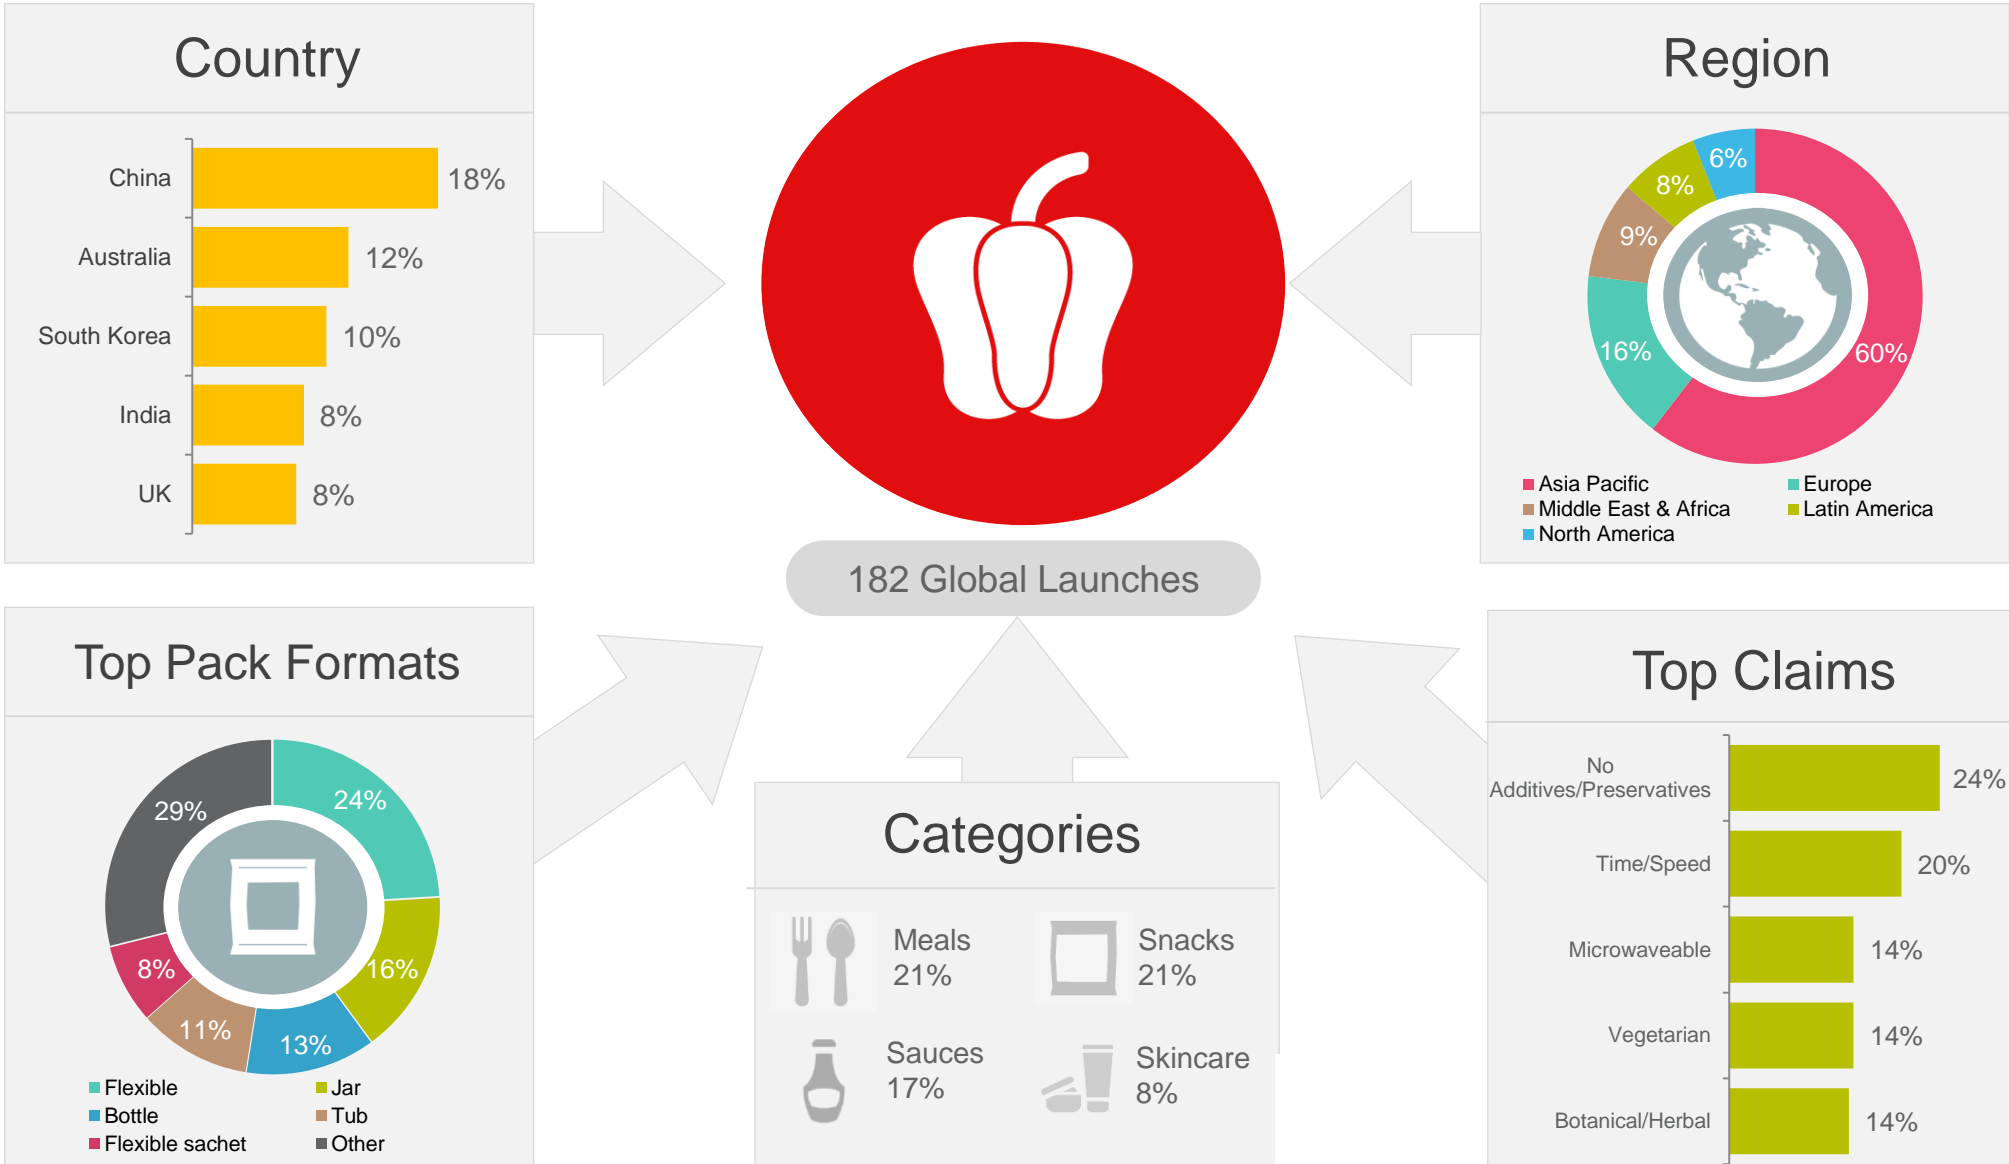 Country
China
18%
Australia
12%
South Korea
10%
India
8%
UK
8%
182 Global Launches
Region
6%
8%
9%
16%
60%
Asia Pacific
Europe
Middle East & Africa
Latin America
North America
Top Pack Formats
29%
24%
8%
16%
11%
13%
Flexible
Jar
Bottle
Tub
Flexible sachet
Other
Categories
Meals
21%
Snacks
21%
Sauces
17%
Skincare
8%
Top Claims
No
Additives/Preservatives
24%
Time/Speed
20%
Microwaveable
14%
Vegetarian
14%
Botanical/Herbal
14%